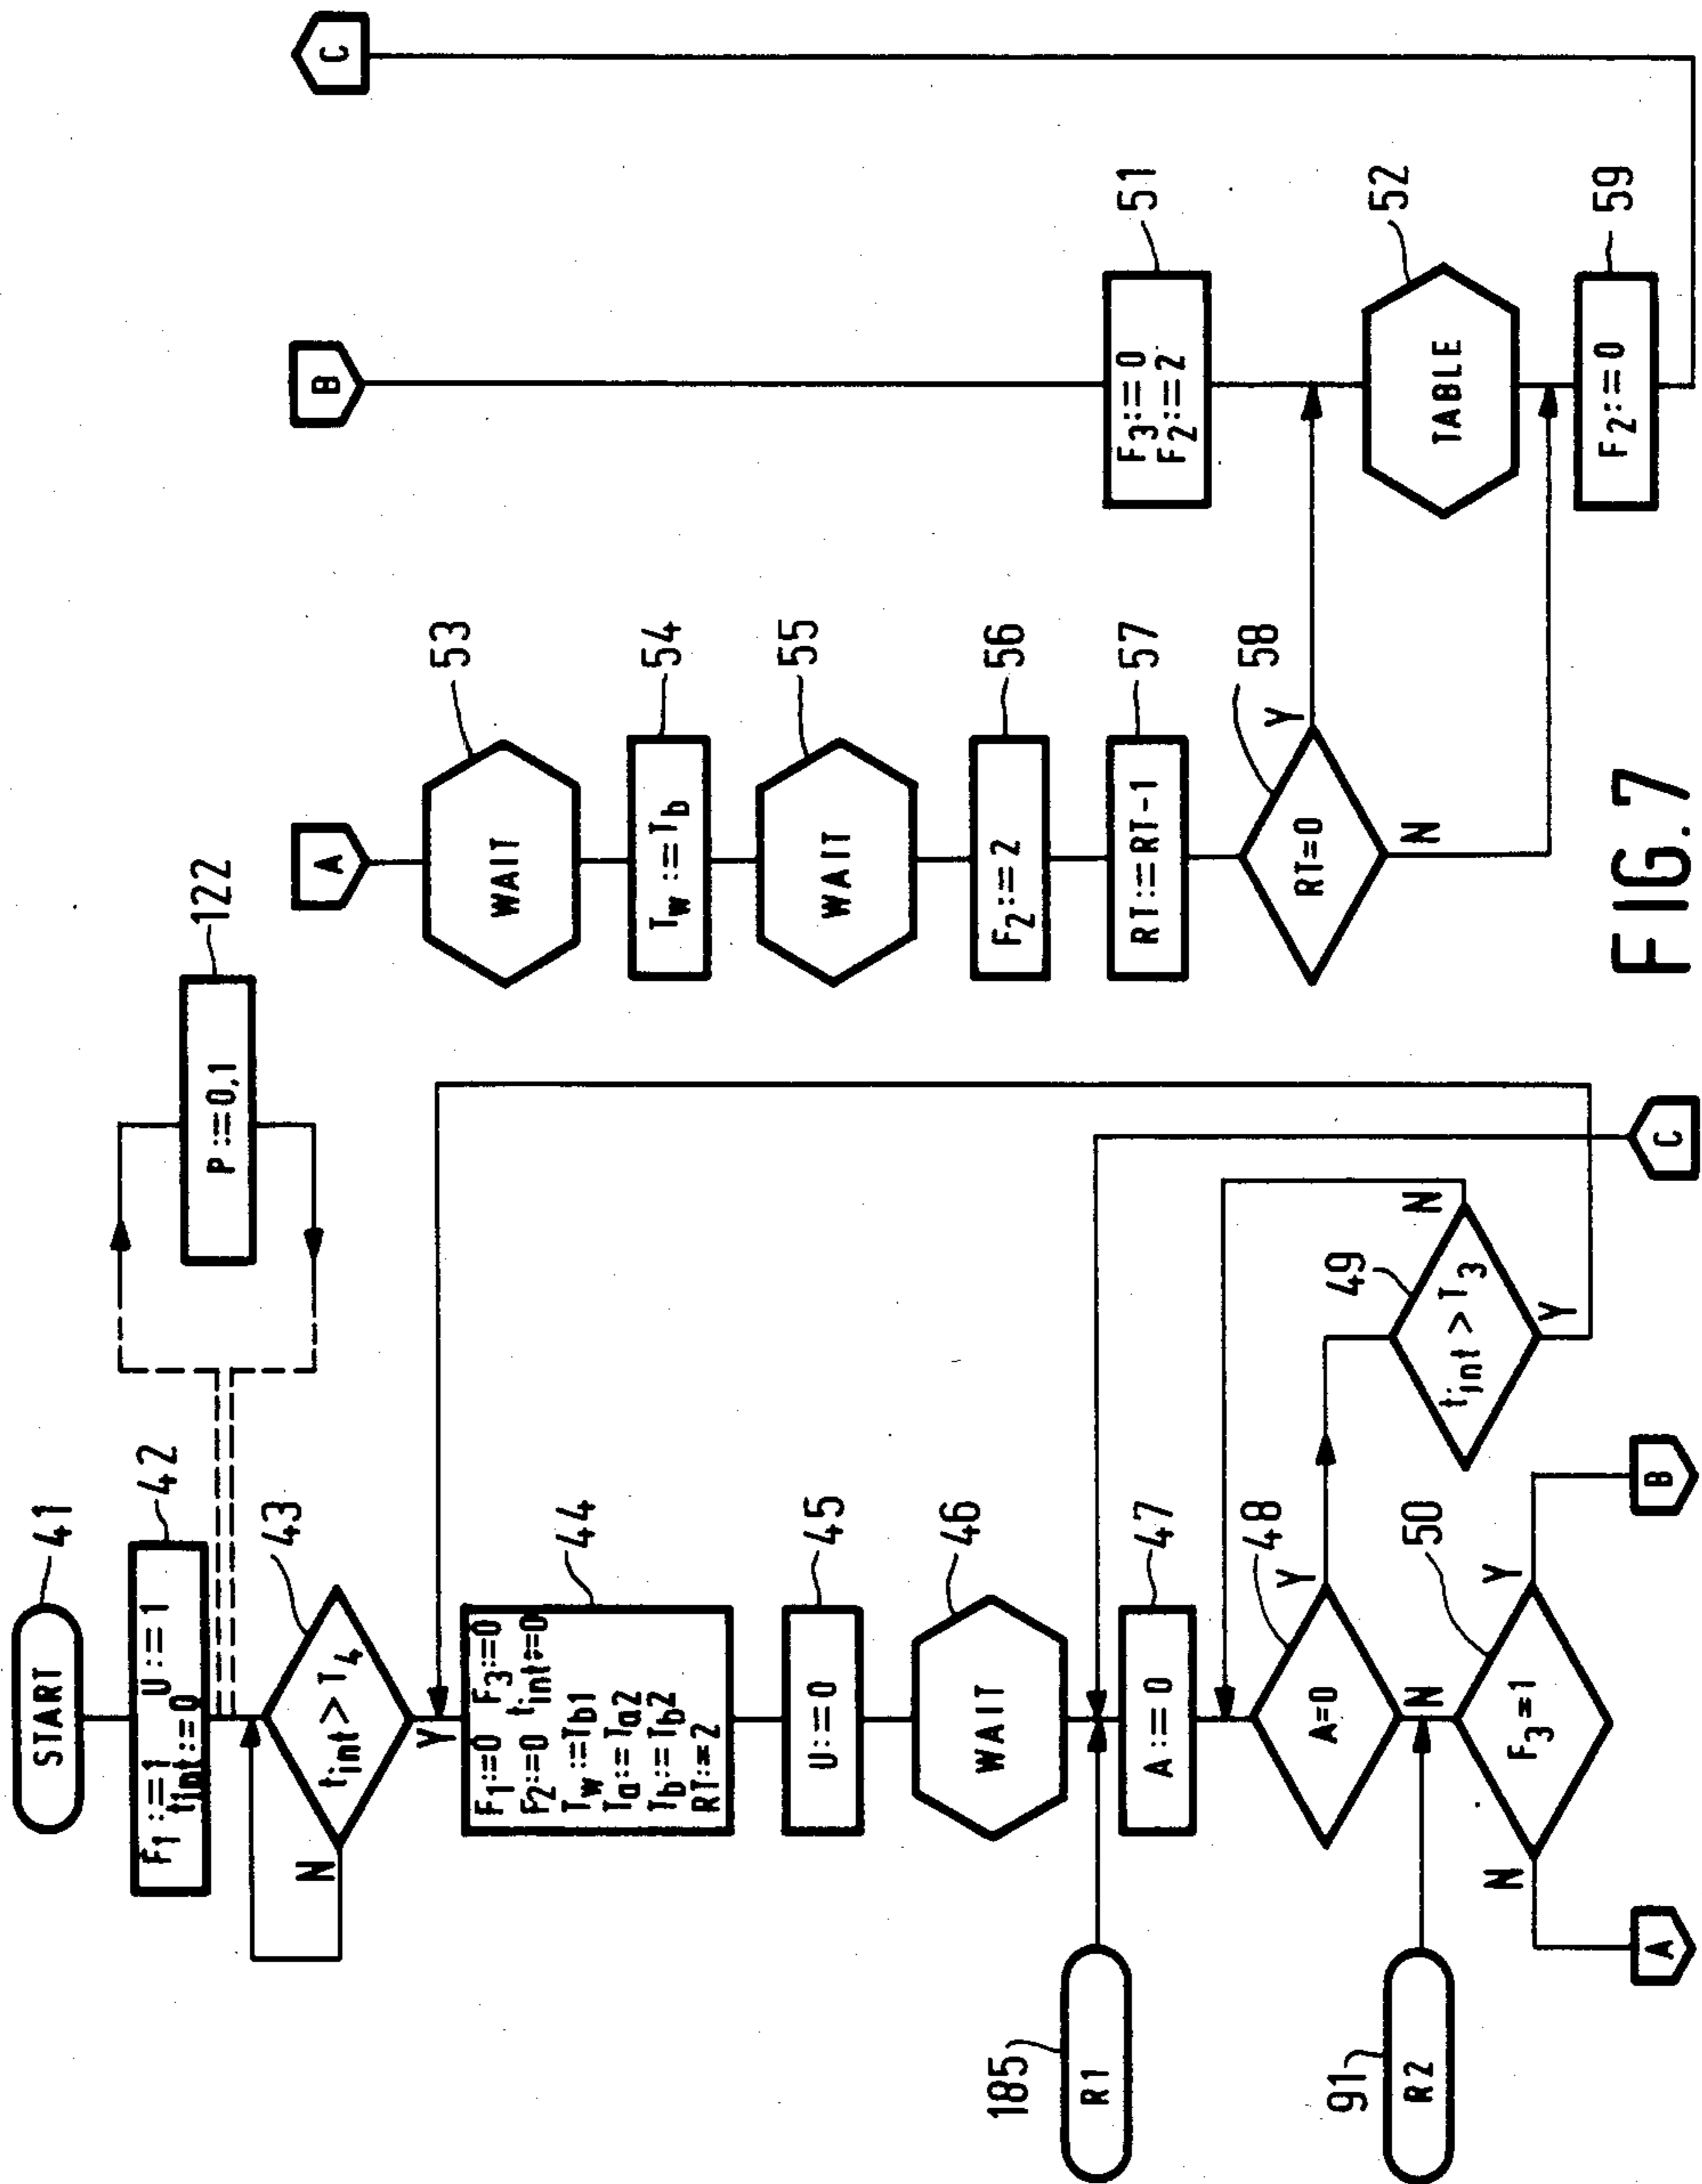 START
41
F1:=1 U:=1
tint:=0
42
P:=0,1
122
tint>T4
43
N
Y
F1:=0 F3:=0
F2:=0 tint:=0
Tw:=Tb1
Ta:=Ta2
Tb:=Tb2
RT:=2
44
U:=0
45
WAIT
46
R1
185
A:=0
47
A=0
48
Y
N
tint>T3
49
N
Y
R2
91
F3=1
50
N
Y
A
B
C
A
WAIT
53
Tw:=Tb
54
WAIT
55
F2:=2
56
RT:=RT-1
57
RT=0
58
Y
N
B
F3:=0
F2:=2
51
TABLE
52
F2:=0
59
C
FIG.7